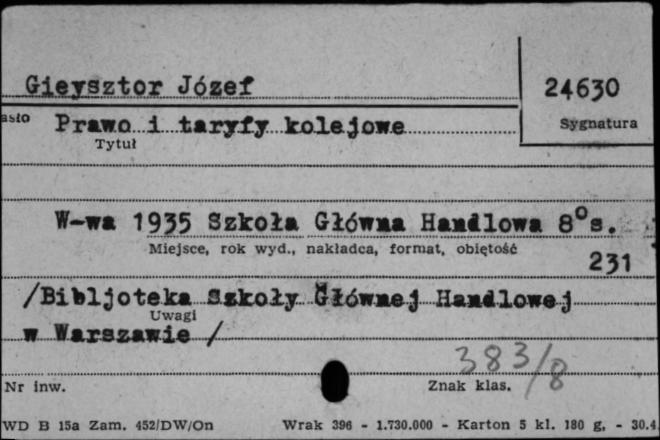 Gieysztor Józef
24630
Sygnatura
asło Prawo i taryfy kolejowe
Tytuł
W-wa 1935 Szkoła Główna Handlowa 8° s.
Miejsce, rok wyd., nakładca, format, objętość
231
/Bibljoteka Szkoły Głównej Handlowej
Uwagi
w Warszawie /
383/8
Nr inw.
Znak klas.
WD B 15a Zam. 452/DW/On Wrak 396 - 1.730.000 - Karton 5 kl. 180 g, - 30.4